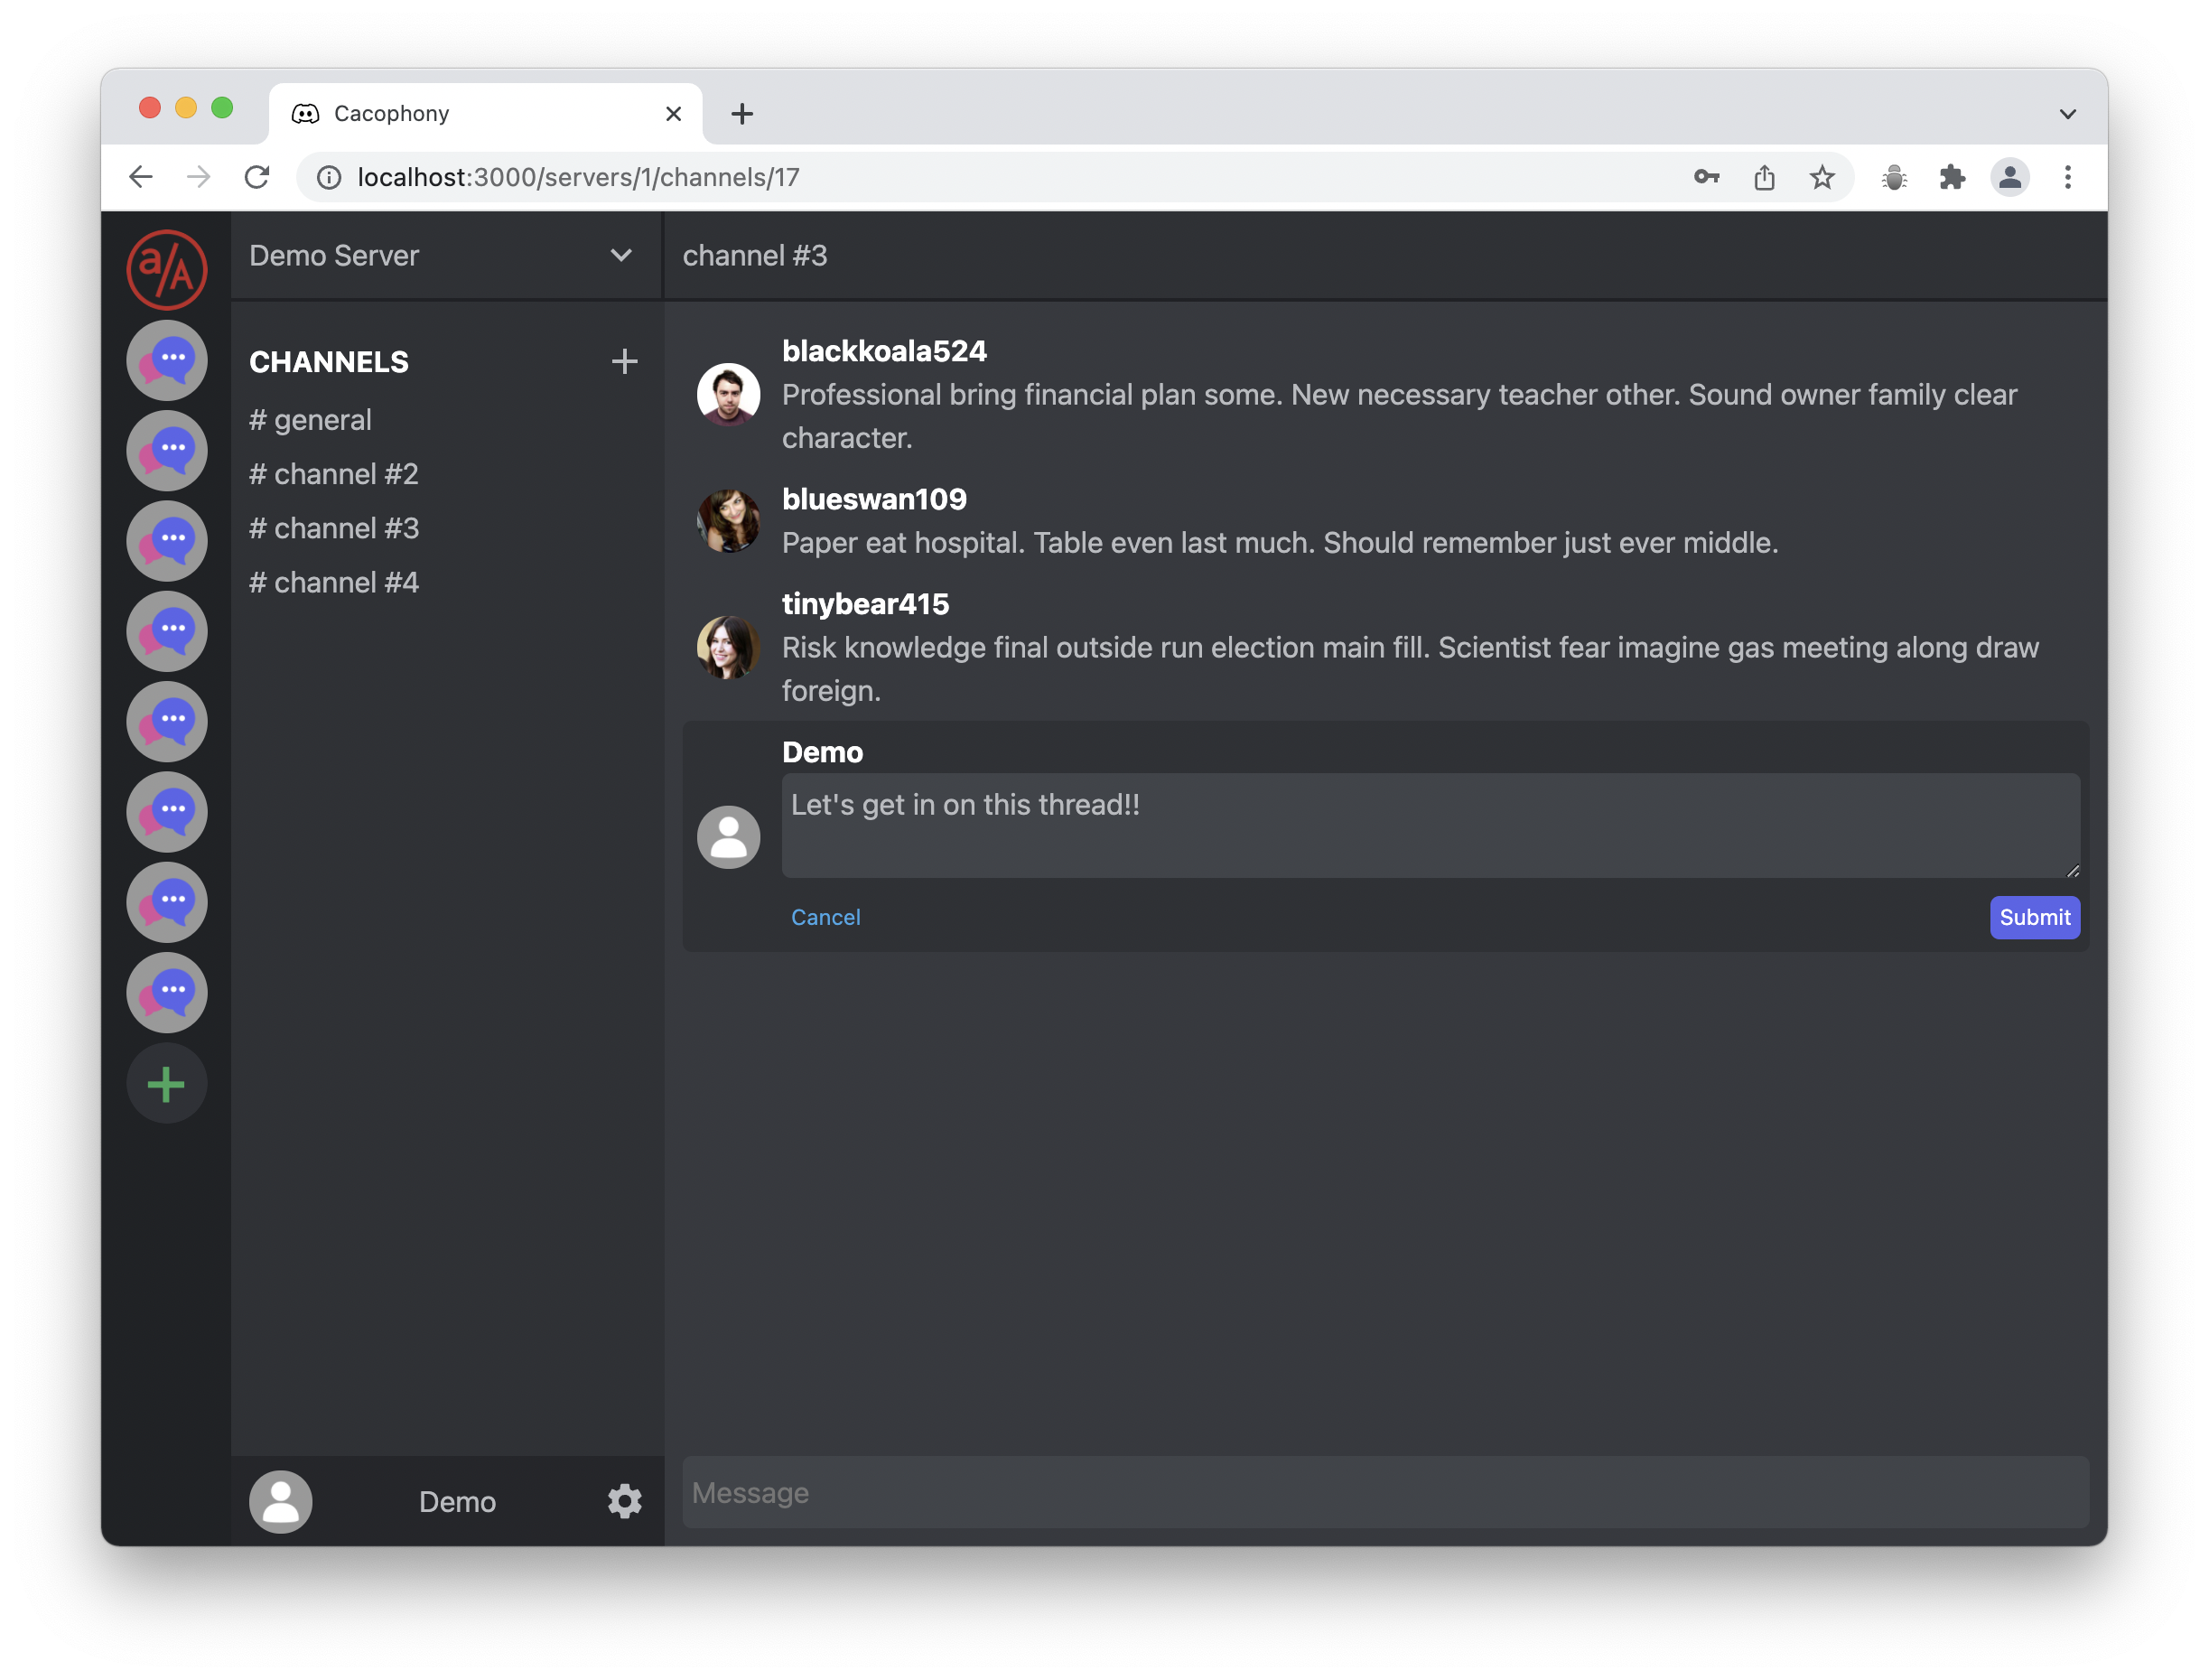 Cacophony
localhost:3000/servers/1/channels/17
a/A
Demo Server
channel #3
CHANNELS
# general
# channel #2
# channel #3
# channel #4
blackkoala524
Professional bring financial plan some. New necessary teacher other. Sound owner family clear
character.
blueswan109
Paper eat hospital. Table even last much. Should remember just ever middle.
tinybear415
Risk knowledge final outside run election main fill. Scientist fear imagine gas meeting along draw
foreign.
Demo
Let's get in on this thread!!
Cancel
Submit
Demo
Message